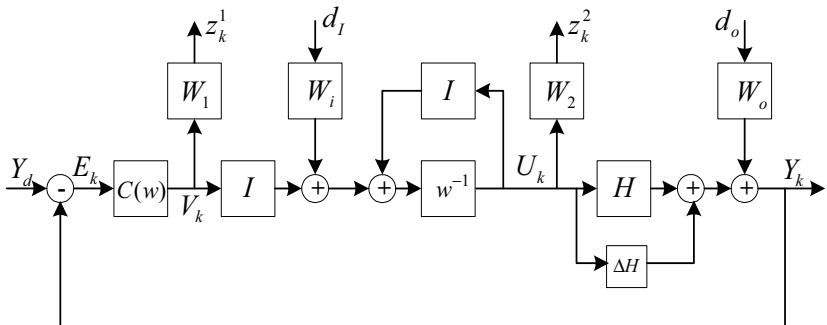 z_k^1
d_I
z_k^2
d_o
W_1
W_i
I
W_2
W_o
Y_d
-
E_k
C(w)
V_k
I
+
+
w^{-1}
U_k
H
+
+
Y_k
ΔH